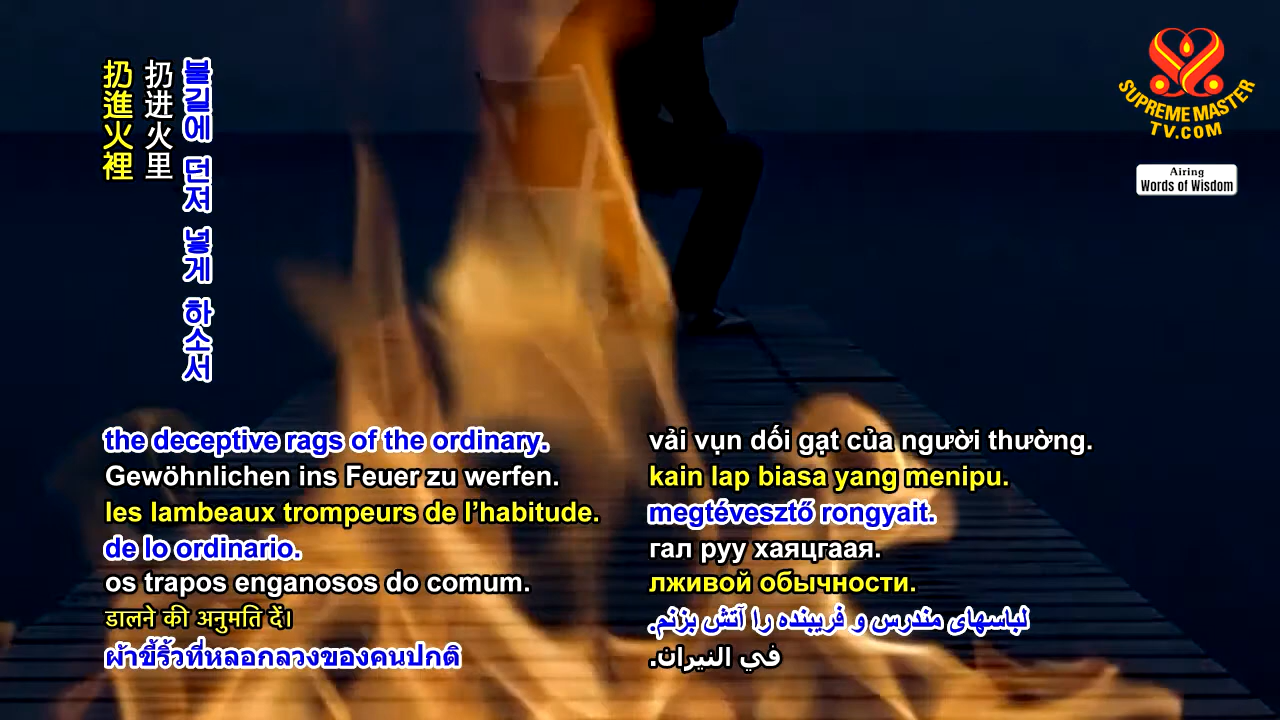 扔進火裡
扔进火里
불길에 던져 넣게 하소서
SUPREME MASTER
TV.COM
Airing
Words of Wisdom
the deceptive rags of the ordinary.
Gewöhnlichen ins Feuer zu werfen.
les lambeaux trompeurs de l’habitude.
de lo ordinario.
os trapos enganosos do comum.
डालने की अनुमति दें।
ผ้าขี้ริ้วที่หลอกลวงของคนปกติ
vải vụn dối gạt của người thường.
kain lap biasa yang menipu.
megtévesztő rongyait.
гал руу хаяцгаая.
лживой обычности.
لباسهای مندرس و فریبنده را آتش بزنم.
في النيران.